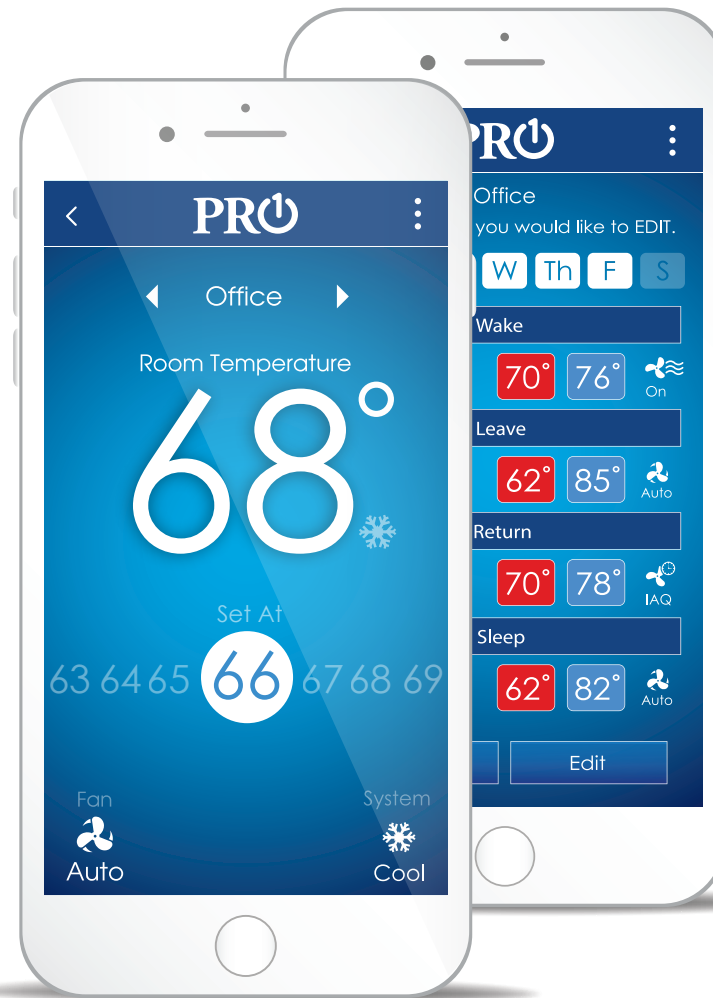 PRO1
Office
Room Temperature
68°
Set At
63 64 65 66 67 68 69
Fan
System
Auto
Cool
Office
you would like to EDIT.
W Th F S
Wake
70° 76°
On
Leave
62° 85°
Auto
Return
70° 78°
IAQ
Sleep
62° 82°
Auto
Edit